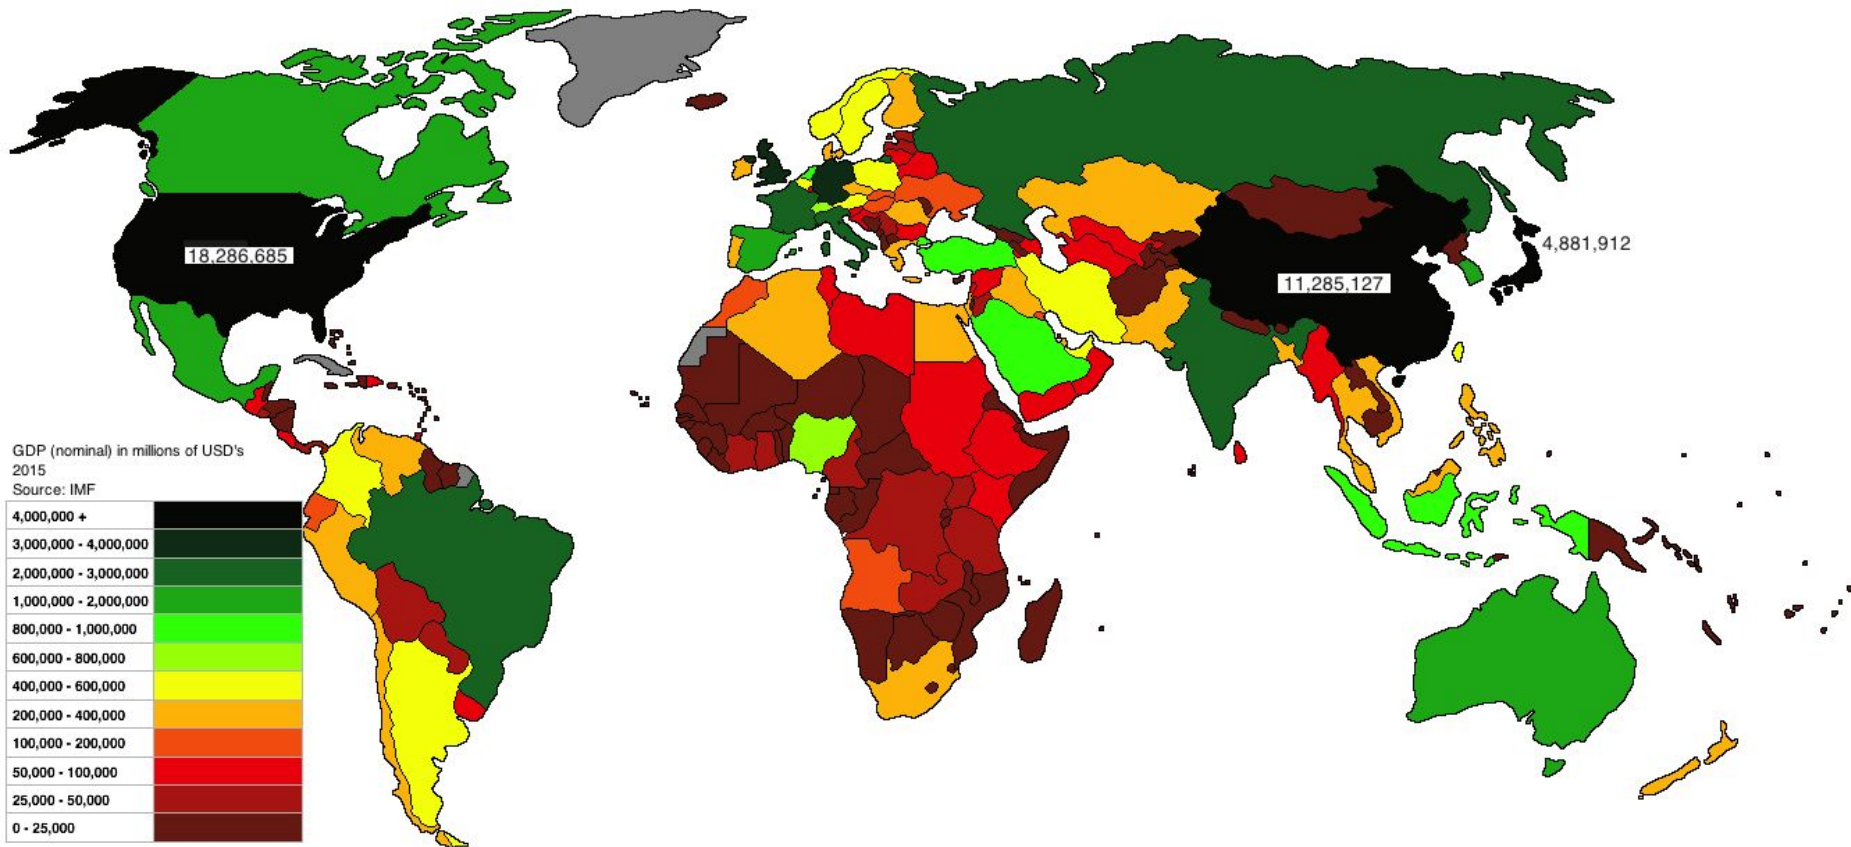 18,286,685
4,881,912
11,285,127
GDP (nominal) in millions of USD's
2015
Source: IMF
4,000,000 +
3,000,000 - 4,000,000
2,000,000 - 3,000,000
1,000,000 - 2,000,000
800,000 - 1,000,000
600,000 - 800,000
400,000 - 600,000
200,000 - 400,000
100,000 - 200,000
50,000 - 100,000
25,000 - 50,000
0 - 25,000